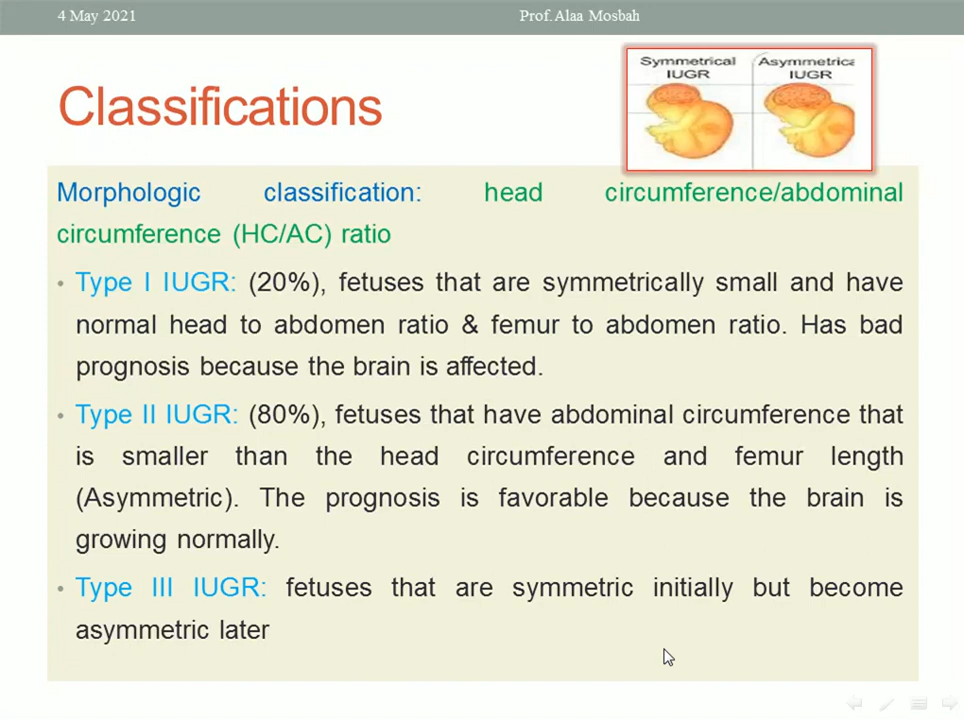 4 May 2021
Prof.Alaa Mosbah
Symmetrical
IUGR
Asymmetrica
IUGR
Classifications
Morphologic classification: head circumference/abdominal
circumference (HC/AC) ratio
• Type I IUGR: (20%), fetuses that are symmetrically small and have
normal head to abdomen ratio & femur to abdomen ratio. Has bad
prognosis because the brain is affected.
• Type II IUGR: (80%), fetuses that have abdominal circumference that
is smaller than the head circumference and femur length
(Asymmetric). The prognosis is favorable because the brain is
growing normally.
• Type III IUGR: fetuses that are symmetric initially but become
asymmetric later